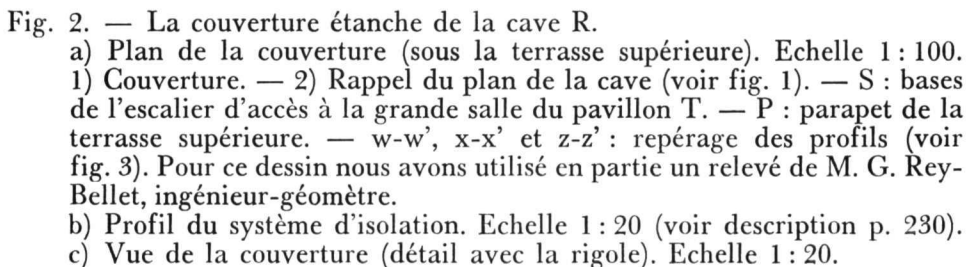 Fig. 2. — La couverture étanche de la cave R.
a) Plan de la couverture (sous la terrasse supérieure). Echelle 1 : 100.
1) Couverture. — 2) Rappel du plan de la cave (voir fig. 1). — S : bases
de l'escalier d'accès à la grande salle du pavillon T. — P : parapet de la
terrasse supérieure. — w-w’, x-x’ et z-z’ : repérage des profils (voir
fig. 3). Pour ce dessin nous avons utilisé en partie un relevé de M. G. Rey-
Bellet, ingénieur-géomètre.
b) Profil du système d'isolation. Echelle 1 : 20 (voir description p. 230).
c) Vue de la couverture (détail avec la rigole). Echelle 1 : 20.